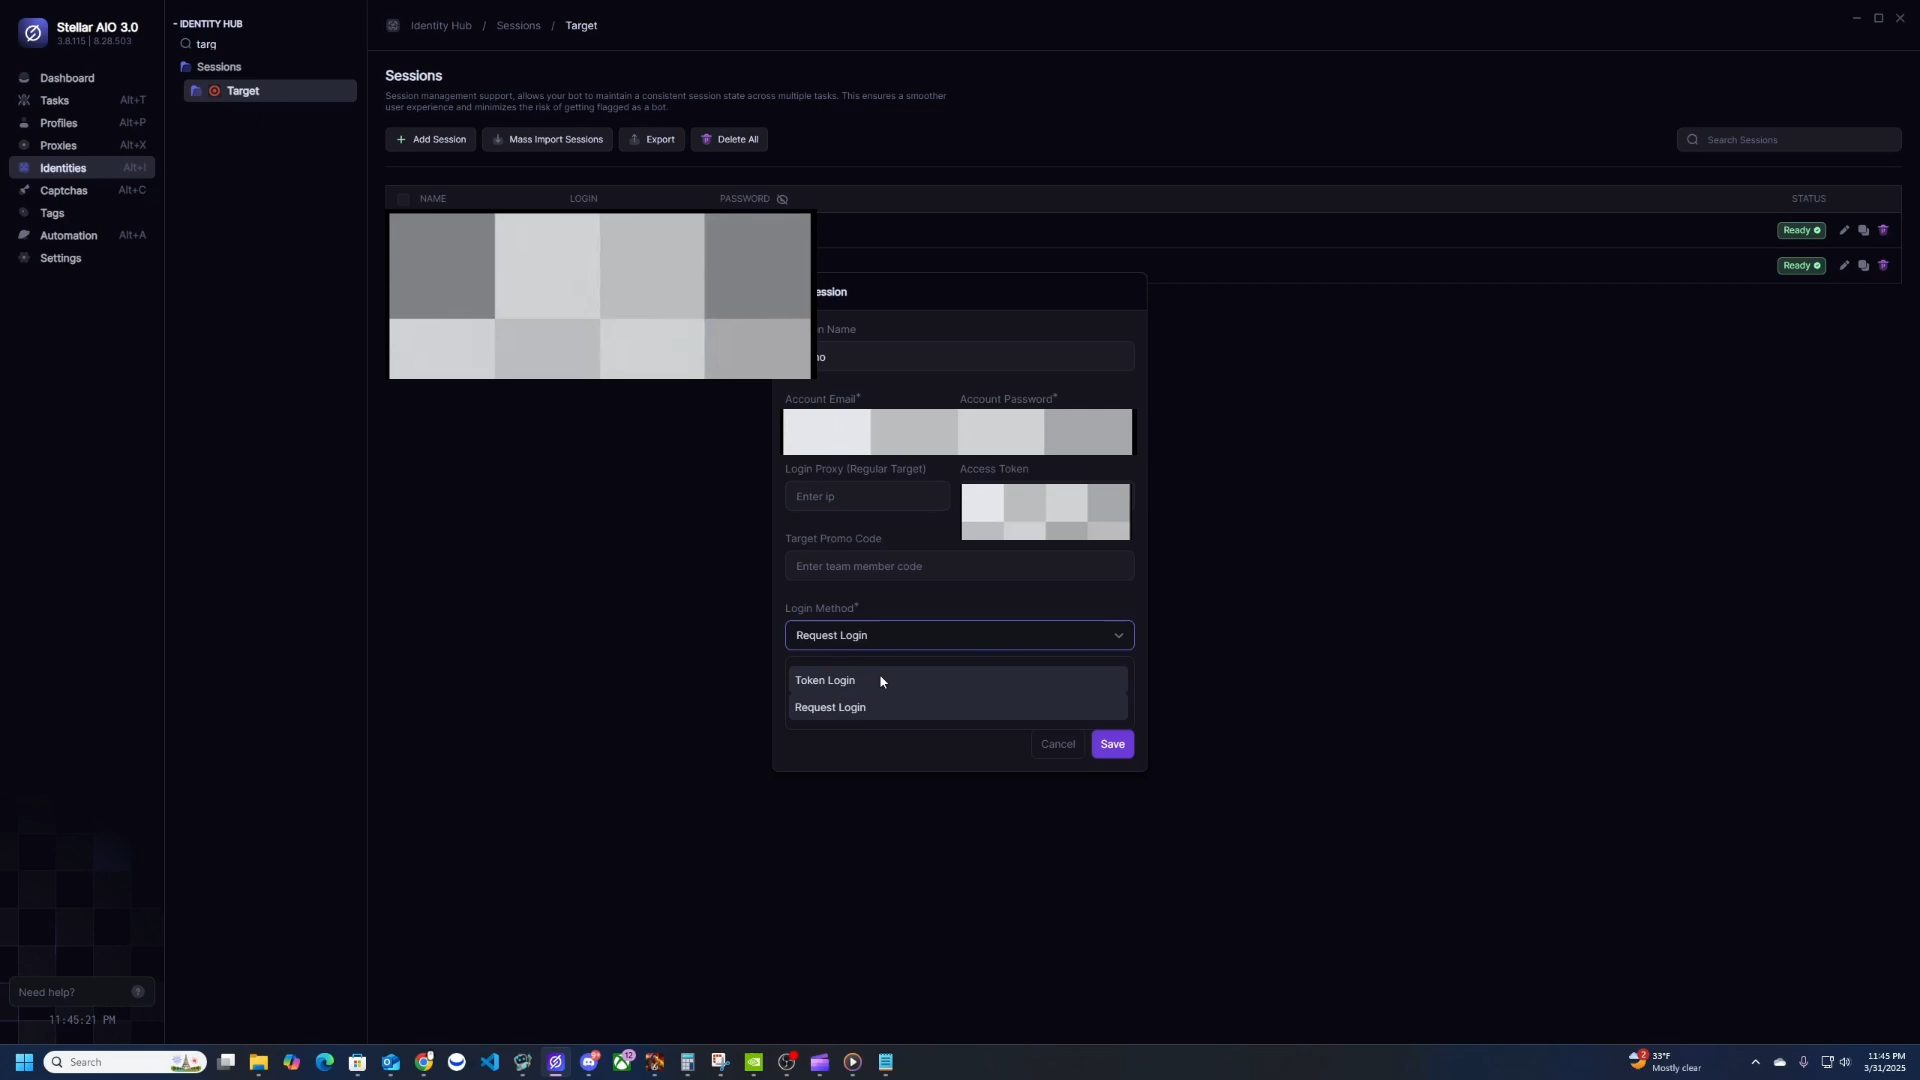 Stellar AIO 3.0
3.8.115 | 8.28.503
Dashboard
Tasks Alt+T
Profiles Alt+P
Proxies Alt+X
Identities Alt+I
Captchas Alt+C
Tags
Automation Alt+A
Settings
Need help? ?
11:45:21 PM
- IDENTITY HUB
targ
Sessions
Target
Identity Hub / Sessions / Target
Sessions
Session management support, allows your bot to maintain a consistent session state across multiple tasks. This ensures a smoother
user experience and minimizes the risk of getting flagged as a bot.
+ Add Session
Mass Import Sessions
Export
Delete All
Search Sessions
NAME LOGIN PASSWORD STATUS
Ready
Ready
ession
n Name
no
Account Email* Account Password*
Login Proxy (Regular Target) Access Token
Enter ip
Target Promo Code
Enter team member code
Login Method*
Request Login
Token Login
Request Login
Cancel Save
Search
12
2
33°F
Mostly clear
11:45 PM
3/31/2025